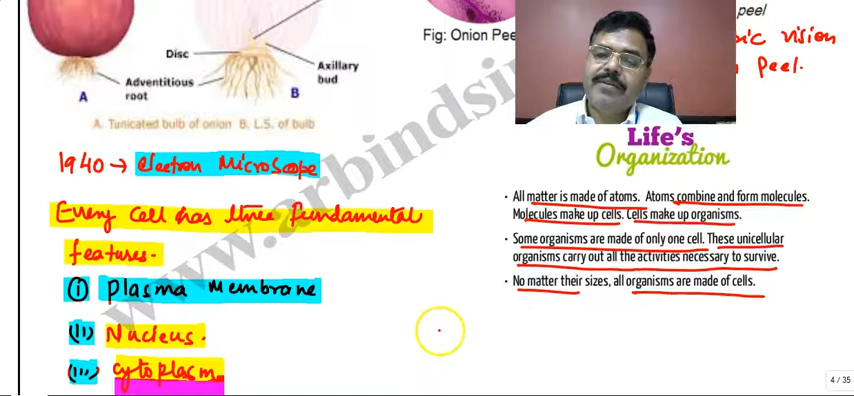 Disc
Adventitious
root
Axillary
bud
A
B
A. Tunicated bulb of onion B. L.S. of bulb
Fig: Onion Pee
peel
ic vision
Peel.
1940 → Electron Microscope
Every cell has three fundamental
features.
(i) Plasma Membrane
(ii) Nucleus.
(iii) Cytoplasm
Life's
Organization
• All matter is made of atoms. Atoms combine and form molecules.
Molecules make up cells. Cells make up organisms.
• Some organisms are made of only one cell. These unicellular
organisms carry out all the activities necessary to survive.
• No matter their sizes, all organisms are made of cells.
www.arbindsin
4 / 35